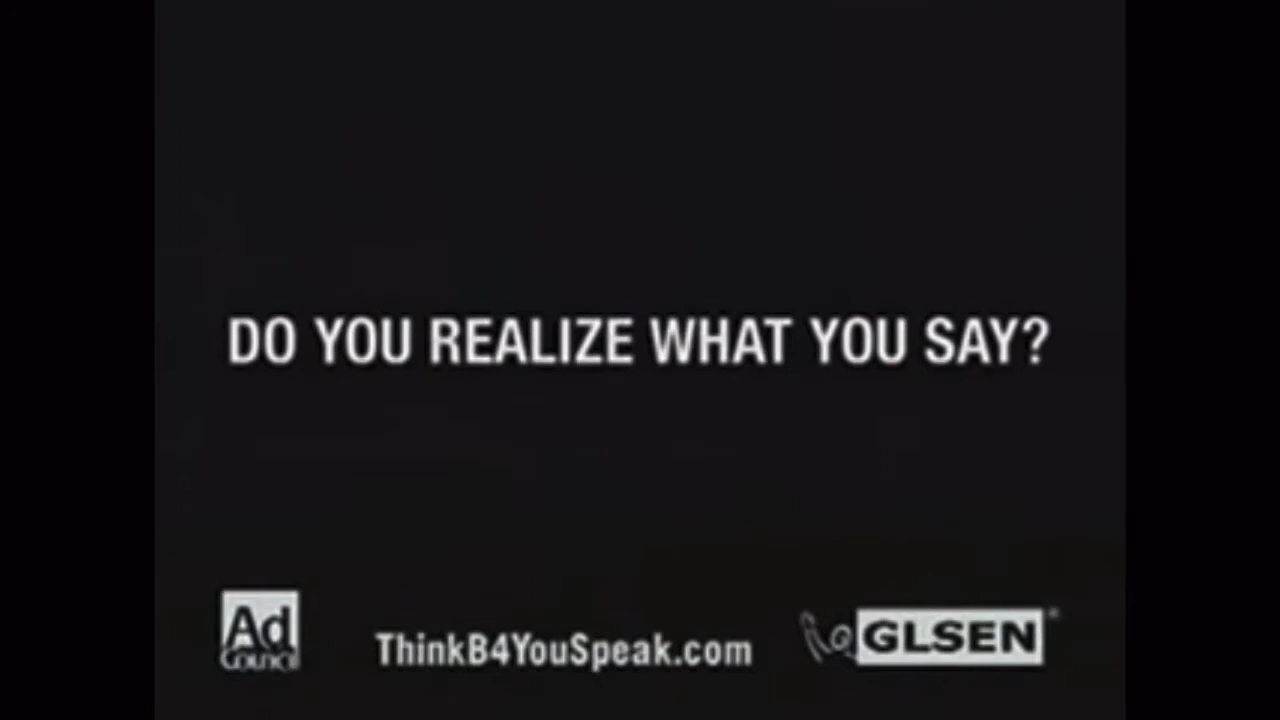 DO YOU REALIZE WHAT YOU SAY?
Ad
COUNCIL
ThinkB4YouSpeak.com
GLSEN®